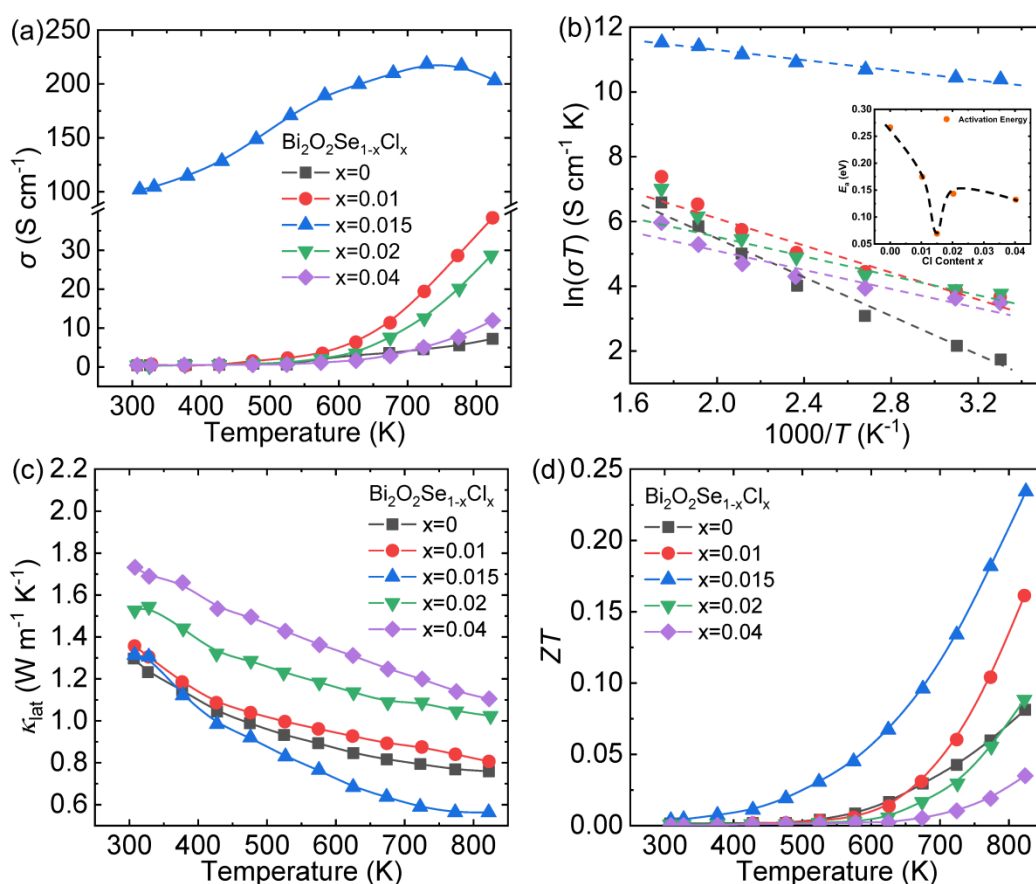 (a)
250
200
150
100
30
20
10
0
σ (S cm⁻¹)
Bi₂O₂Se₁₋ₓClₓ
x=0
x=0.01
x=0.015
x=0.02
x=0.04
300 400 500 600 700 800
Temperature (K)
(b)
12
10
8
6
4
2
ln(σT) (S cm⁻¹ K)
0.30
0.25
0.20
0.15
0.10
0.05
Eₐ (eV)
Activation Energy
0.00 0.01 0.02 0.03 0.04
Cl Content x
1.6 2.0 2.4 2.8 3.2
1000/T (K⁻¹)
(c)
2.2
2.0
1.8
1.6
1.4
1.2
1.0
0.8
0.6
κlat (W m⁻¹ K⁻¹)
Bi₂O₂Se₁₋ₓClₓ
x=0
x=0.01
x=0.015
x=0.02
x=0.04
300 400 500 600 700 800
Temperature (K)
(d)
0.25
0.20
0.15
0.10
0.05
0.00
ZT
Bi₂O₂Se₁₋ₓClₓ
x=0
x=0.01
x=0.015
x=0.02
x=0.04
300 400 500 600 700 800
Temperature (K)